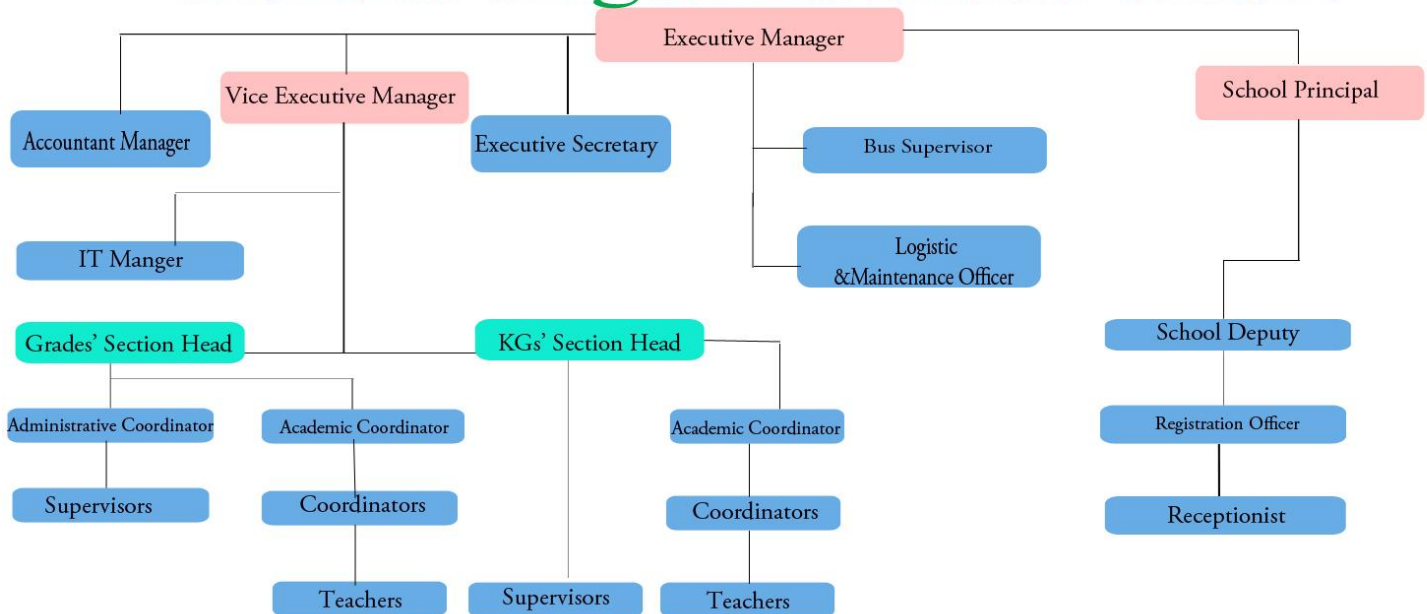 Executive Manager
School Principal
Vice Executive Manager
Accountant Manager
Executive Secretary
Bus Supervisor
IT Manger
Logistic
&Maintenance Officer
Grades’ Section Head
KGs’ Section Head
School Deputy
Administrative Coordinator
Academic Coordinator
Academic Coordinator
Registration Officer
Supervisors
Coordinators
Coordinators
Receptionist
Teachers
Supervisors
Teachers